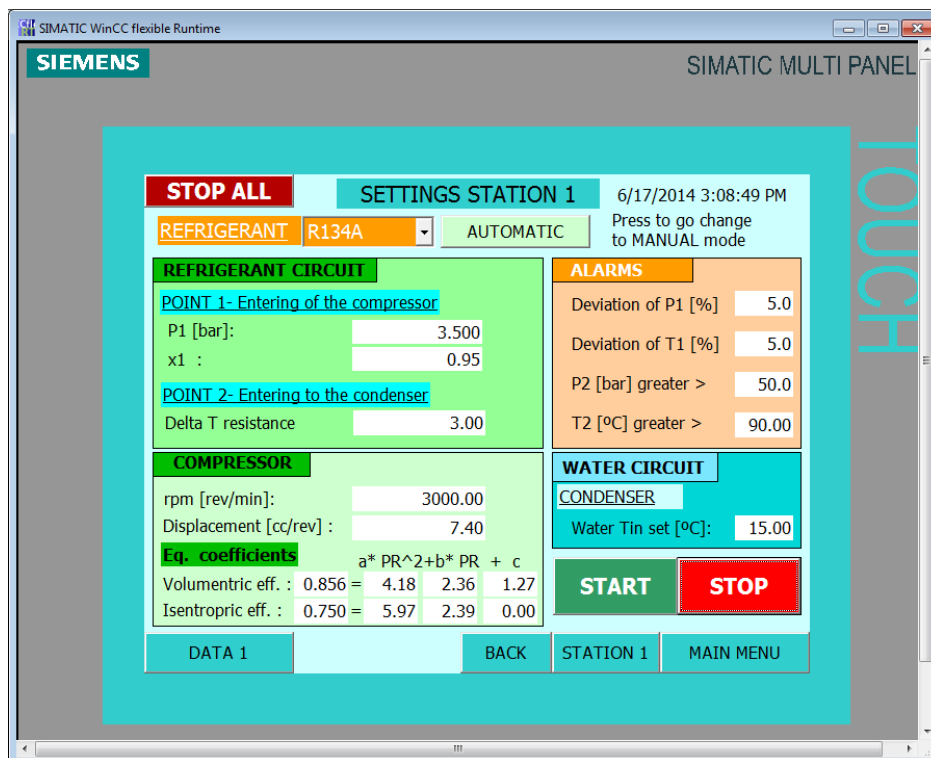 SIMATIC WinCC flexible Runtime
SIEMENS
SIMATIC MULTI PANEL
TOUCH
STOP ALL
SETTINGS STATION 1
6/17/2014 3:08:49 PM
REFRIGERANT R134A AUTOMATIC
Press to go change
to MANUAL mode
REFRIGERANT CIRCUIT
POINT 1- Entering of the compressor
P1 [bar]: 3.500
x1 : 0.95
POINT 2- Entering to the condenser
Delta T resistance 3.00
ALARMS
Deviation of P1 [%] 5.0
Deviation of T1 [%] 5.0
P2 [bar] greater > 50.0
T2 [ºC] greater > 90.00
COMPRESSOR
rpm [rev/min]: 3000.00
Displacement [cc/rev] : 7.40
Eq. coefficients a* PR^2+b* PR + c
Volumentric eff. : 0.856 = 4.18 2.36 1.27
Isentropric eff. : 0.750 = 5.97 2.39 0.00
WATER CIRCUIT
CONDENSER
Water Tin set [ºC]: 15.00
START STOP
DATA 1 BACK STATION 1 MAIN MENU